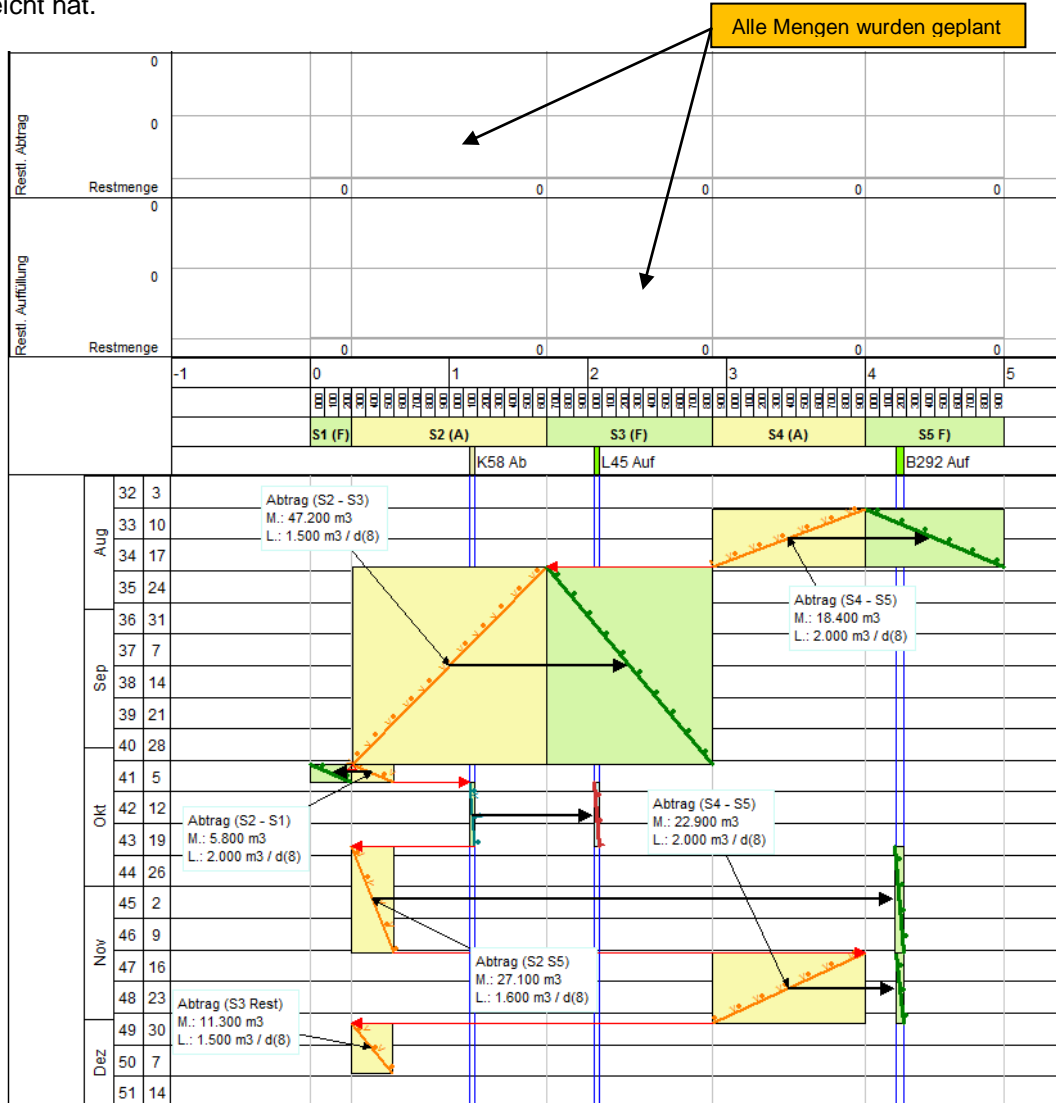 eicht hat.
Alle Mengen wurden geplant
Restl. Abtrag
0
0
Restmenge
0 0 0 0 0
Restl. Auffüllung
0
0
Restmenge
0 0 0 0 0
-1 0 1 2 3 4 5
S1 (F) S2 (A) S3 (F) S4 (A) S5 F)
K58 Ab L45 Auf B292 Auf
Aug
32 3
33 10
34 17
35 24
Sep
36 31
37 7
38 14
39 21
40 28
Okt
41 5
42 12
43 19
44 26
Nov
45 2
46 9
47 16
48 23
Dez
49 30
50 7
51 14
Abtrag (S2 - S3)
M.: 47.200 m3
L.: 1.500 m3 / d(8)
Abtrag (S4 - S5)
M.: 18.400 m3
L.: 2.000 m3 / d(8)
Abtrag (S2 - S1)
M.: 5.800 m3
L.: 2.000 m3 / d(8)
Abtrag (S4 - S5)
M.: 22.900 m3
L.: 2.000 m3 / d(8)
Abtrag (S2 S5)
M.: 27.100 m3
L.: 1.600 m3 / d(8)
Abtrag (S3 Rest)
M.: 11.300 m3
L.: 1.500 m3 / d(8)